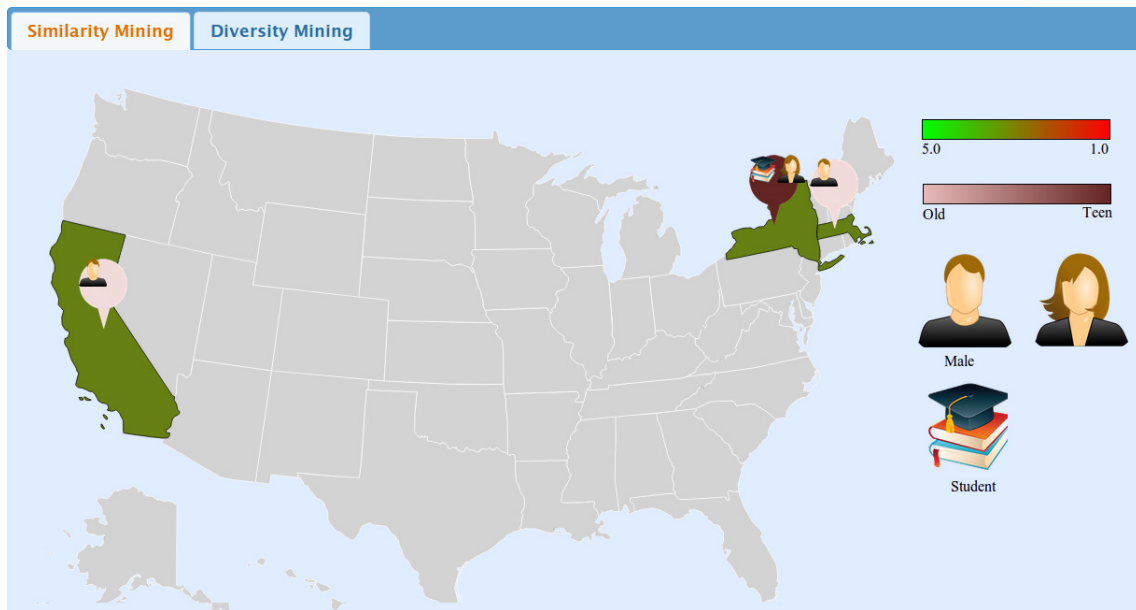 Similarity Mining
Diversity Mining
5.0
1.0
Old
Teen
Male
Student